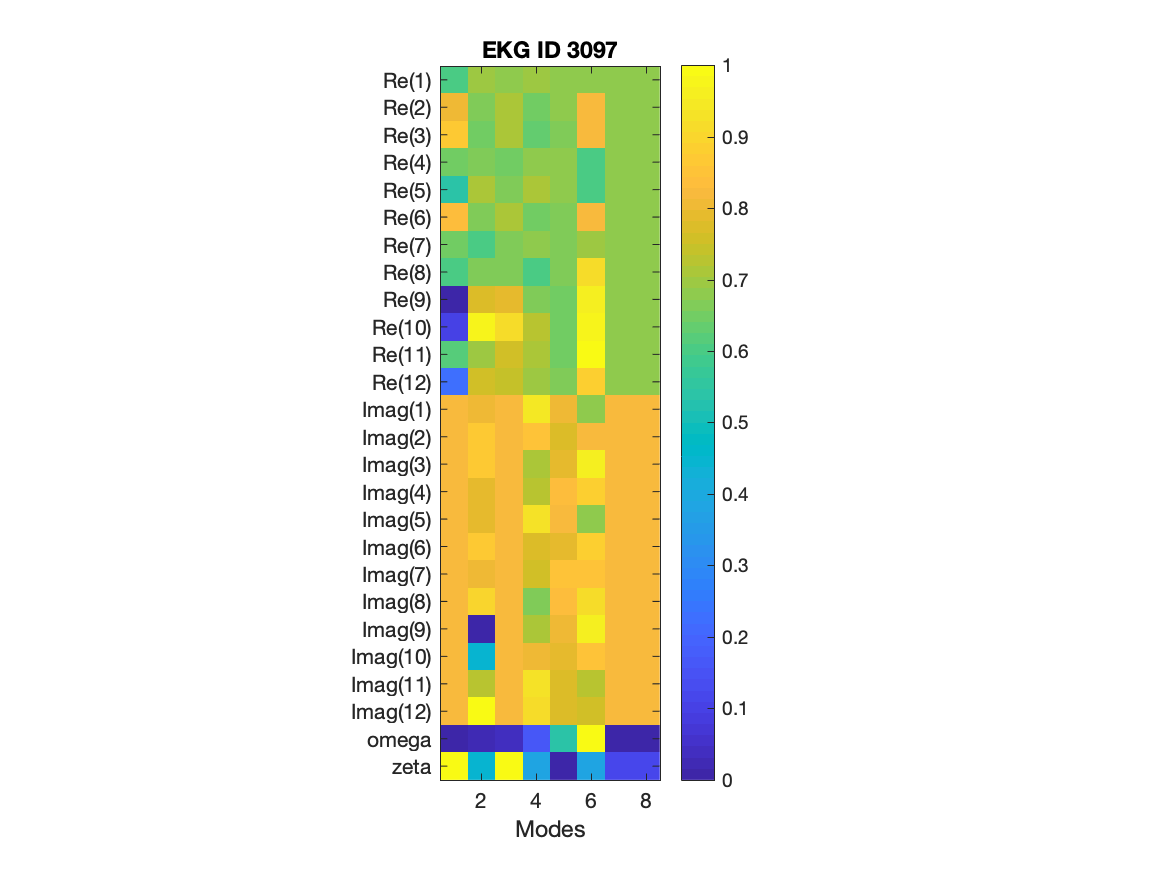 EKG ID 3097
Re(1)
Re(2)
Re(3)
Re(4)
Re(5)
Re(6)
Re(7)
Re(8)
Re(9)
Re(10)
Re(11)
Re(12)
Imag(1)
Imag(2)
Imag(3)
Imag(4)
Imag(5)
Imag(6)
Imag(7)
Imag(8)
Imag(9)
Imag(10)
Imag(11)
Imag(12)
omega
zeta
2 4 6 8
Modes
1
0.9
0.8
0.7
0.6
0.5
0.4
0.3
0.2
0.1
0